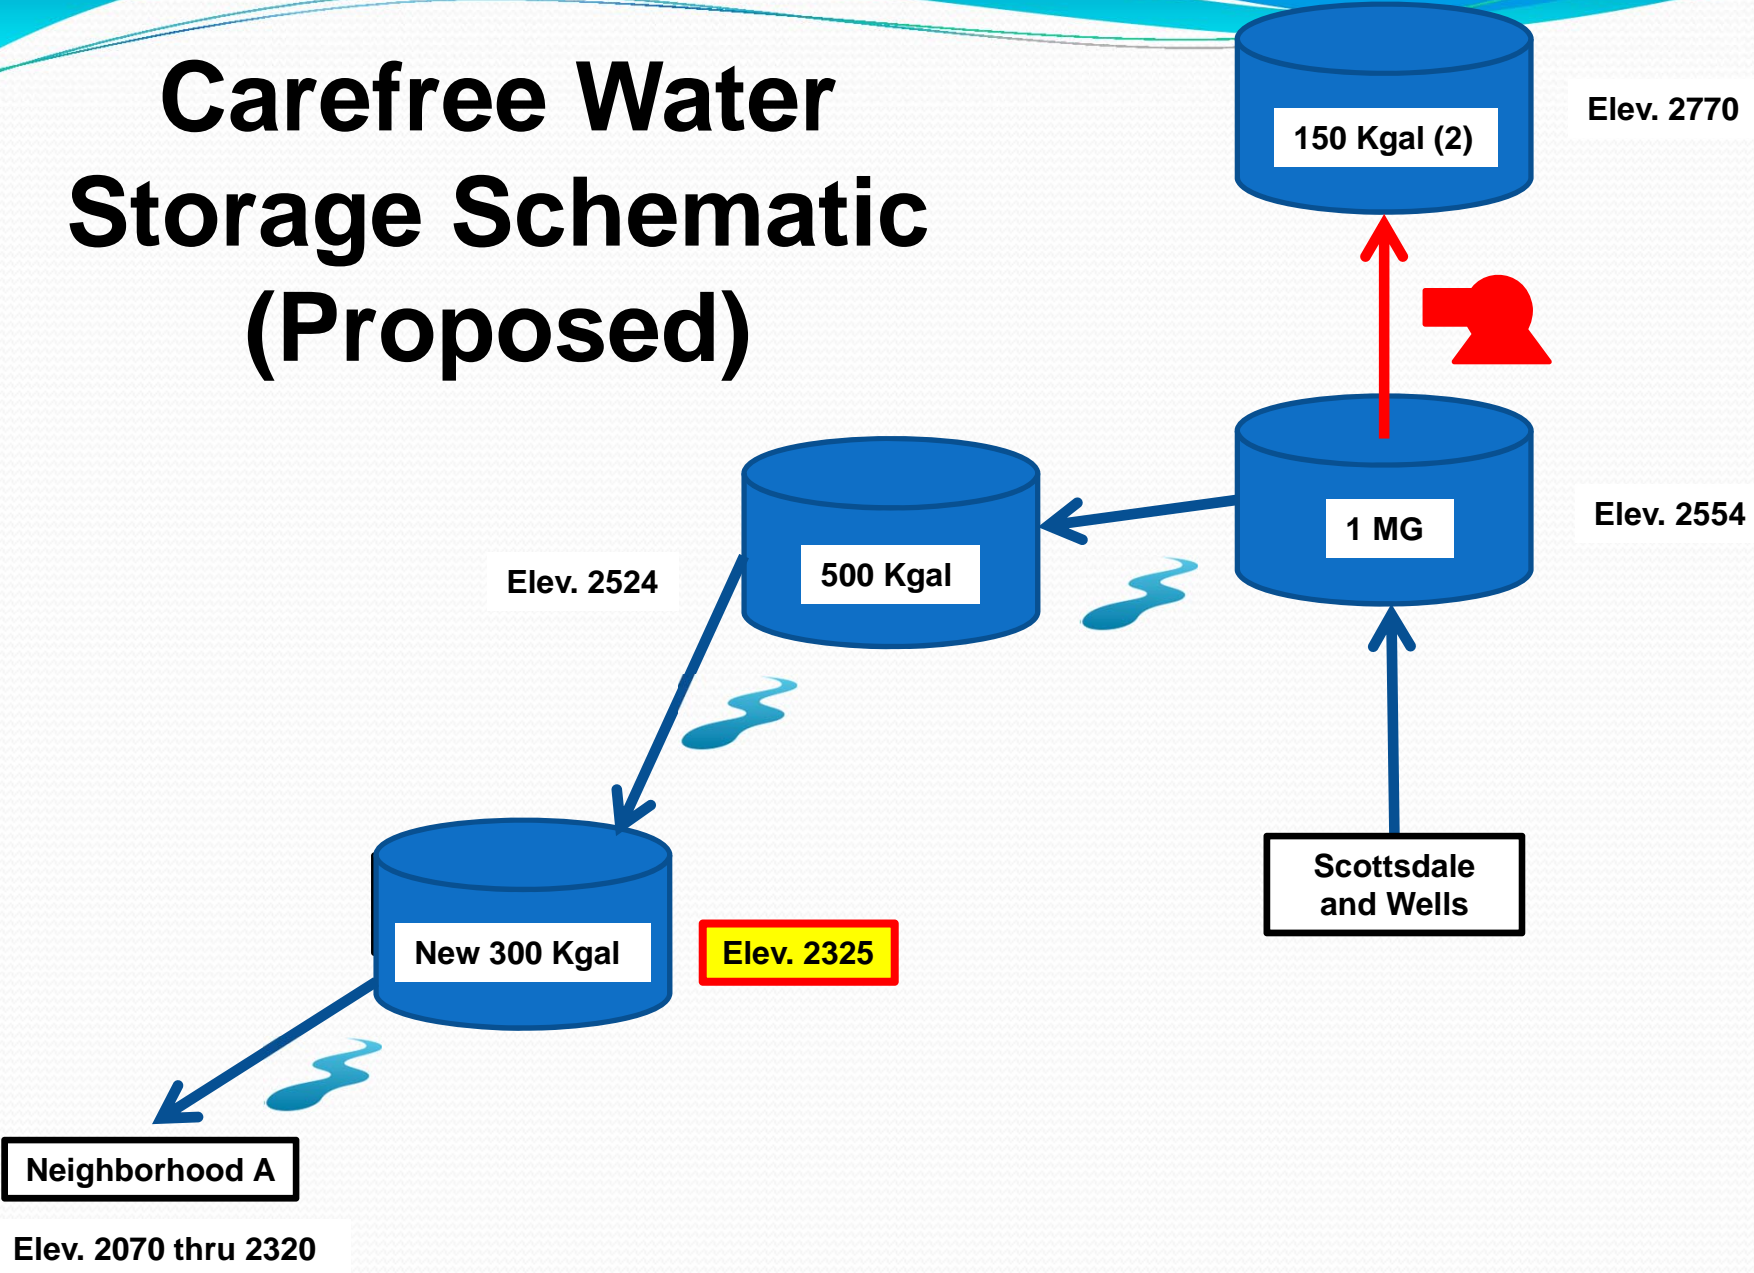 Carefree Water
Storage Schematic
(Proposed)
150 Kgal (2)
Elev. 2770
1 MG
Elev. 2554
500 Kgal
Elev. 2524
Scottsdale
and Wells
New 300 Kgal
Elev. 2325
Neighborhood A
Elev. 2070 thru 2320